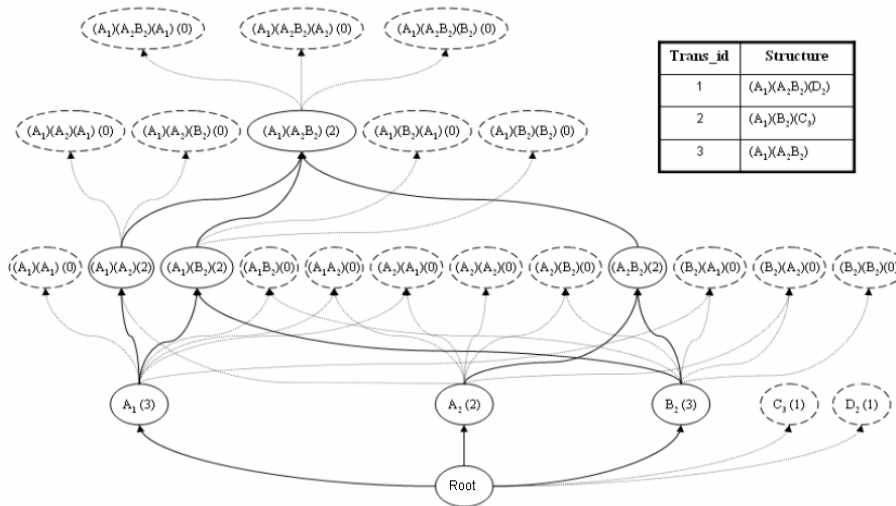 (A₁)(A₂B₂)(A₁) (0) (A₁)(A₂B₂)(A₂) (0) (A₁)(A₂B₂)(B₂) (0)
Trans_id Structure
1 (A₁)(A₂B₂)(D₂)
2 (A₁)(B₂)(C₃)
3 (A₁)(A₂B₂)
(A₁)(A₂)(A₁) (0) (A₁)(A₂)(B₂) (0) (A₁)(A₂B₂) (2) (A₁)(B₂)(A₁) (0) (A₁)(B₂)(B₂) (0)
(A₁)(A₁) (0) (A₁)(A₂)(2) (A₁)(B₂)(2) (A₁B₂)(0) (A₁A₂)(0) (A₂)(A₁)(0) (A₂)(A₂)(0) (A₂)(B₂)(0) (A₂B₂)(2) (B₂)(A₁)(0) (B₂)(A₂)(0) (B₂)(B₂)(0)
A₁ (3) A₂ (2) B₂ (3) C₃ (1) D₂ (1)
Root